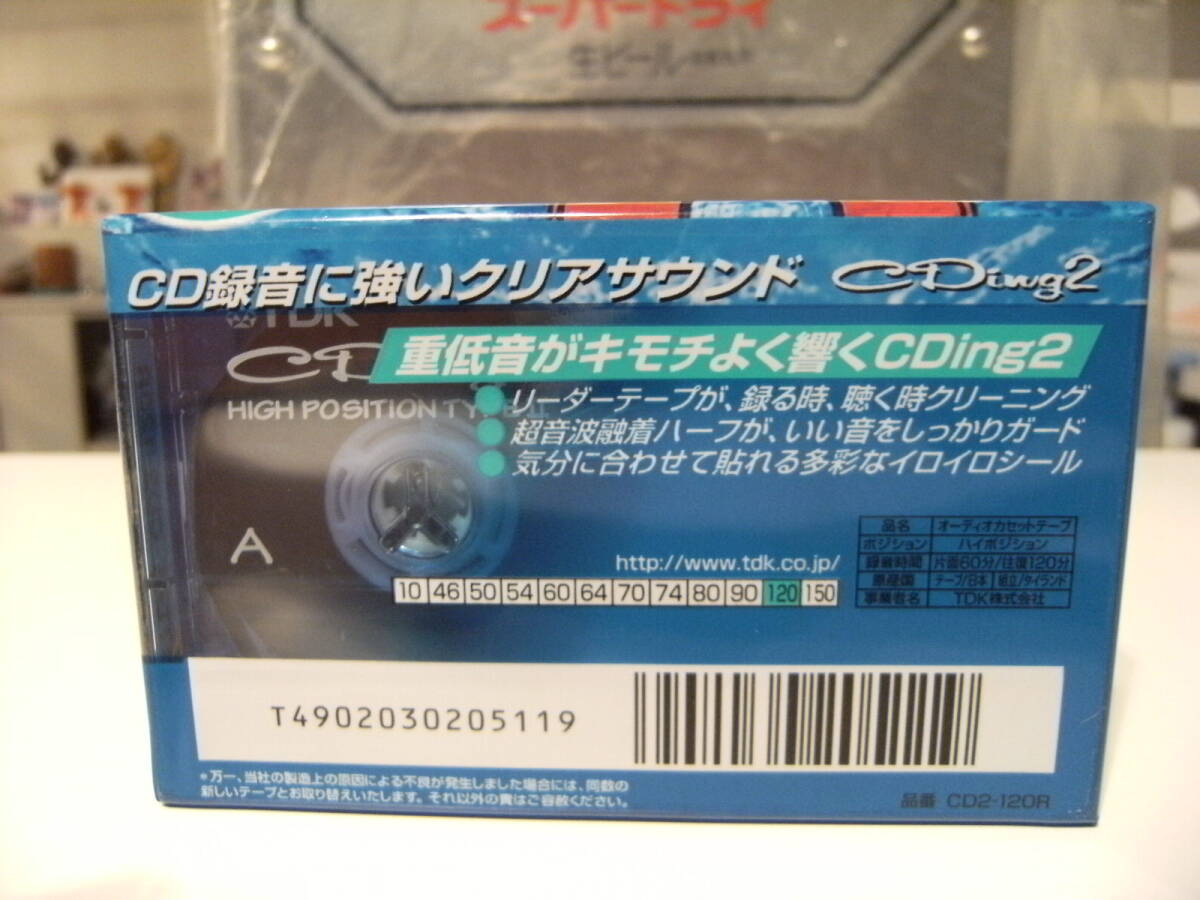 スーパードライ
生ビール
CD録音に強いクリアサウンド CDing2
TDK
重低音がキモチよく響くCDing2
HIGH POSITION TYPE II
リーダーテープが、録る時、聴く時クリーニング
超音波融着ハーフが、いい音をしっかりガード
気分に合わせて貼れる多彩なイロイロシール
A
http://www.tdk.co.jp/
10 46 50 54 60 64 70 74 80 90 120 150
品名 オーディオカセットテープ
ポジション ハイポジション
録音時間 片面60分/往復120分
原産国 テープ/日本 組立/タイランド
事業者名 TDK株式会社
T4902030205119
*万一、当社の製造上の原因による不良が発生しました場合には、同数の
新しいテープとお取り替えいたします。それ以外の責はご容赦ください。
品番 CD2-120R